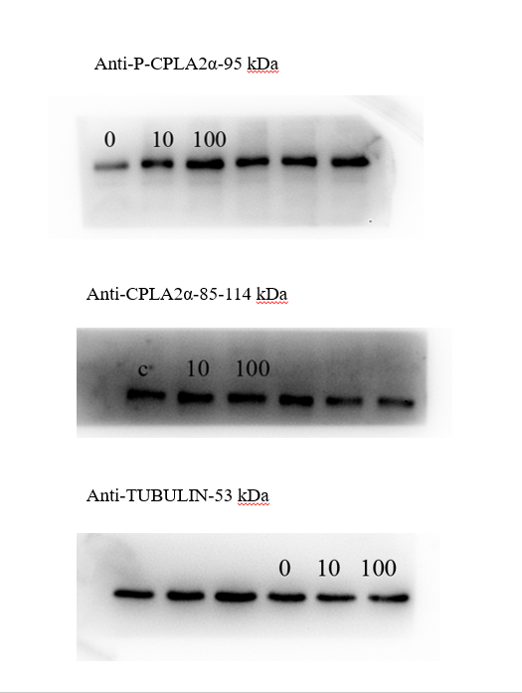 Anti-P-CPLA2α-95 kDa
0 10 100
Anti-CPLA2α-85-114 kDa
c 10 100
Anti-TUBULIN-53 kDa
0 10 100